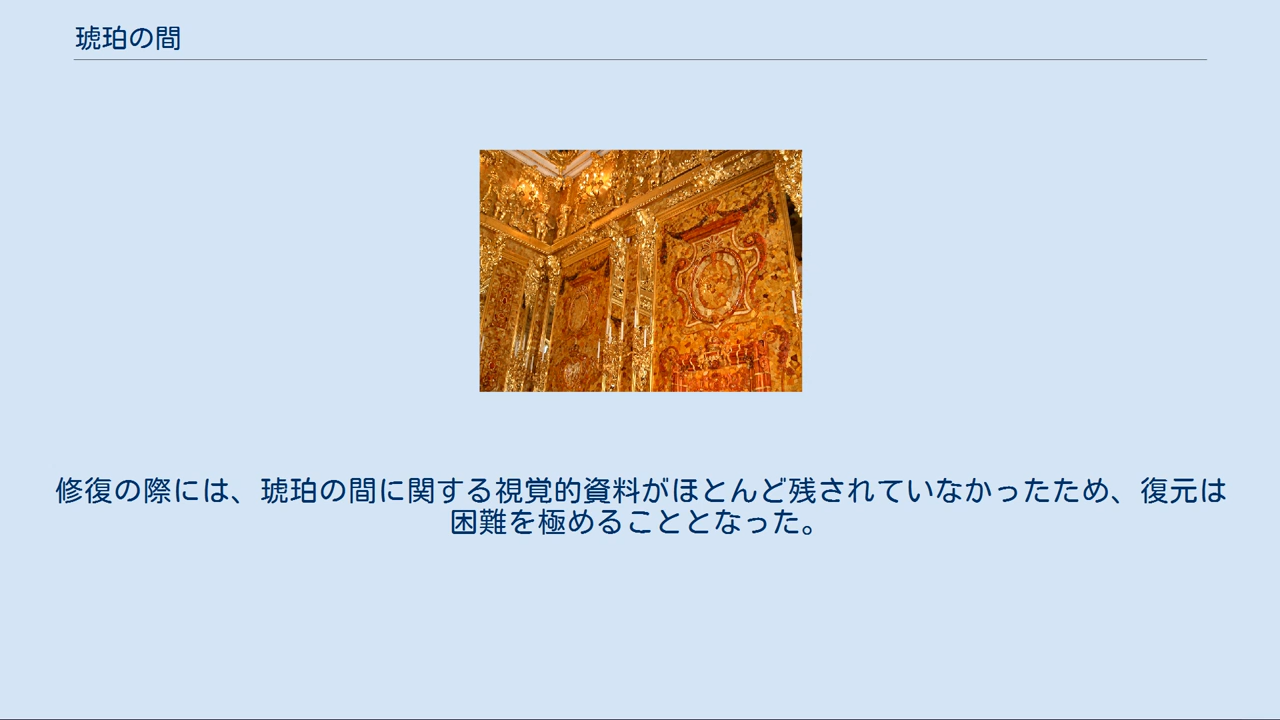 琥珀の間
修復の際には、琥珀の間に関する視覚的資料がほとんど残されていなかったため、復元は
困難を極めることとなった。